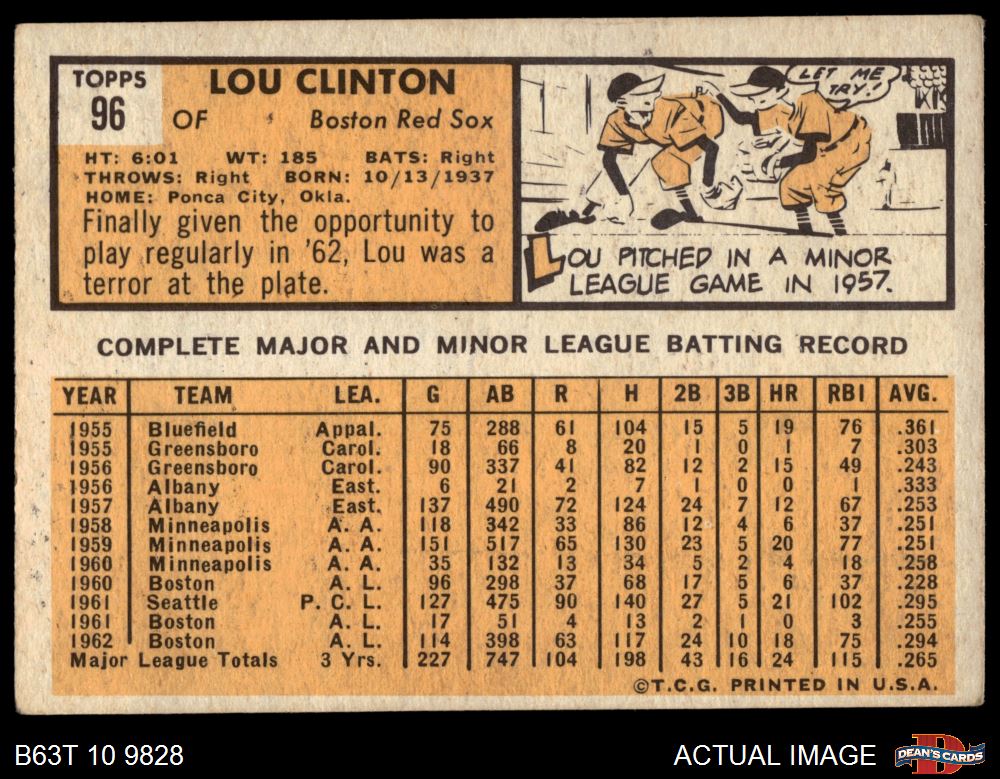 TOPPS
96
LOU CLINTON
OF Boston Red Sox
HT: 6:01 WT: 185 BATS: Right
THROWS: Right BORN: 10/13/1937
HOME: Ponca City, Okla.
Finally given the opportunity to
play regularly in '62, Lou was a
terror at the plate.
LET ME
TRY!
LOU PITCHED IN A MINOR
LEAGUE GAME IN 1957.
COMPLETE MAJOR AND MINOR LEAGUE BATTING RECORD
YEAR TEAM LEA. G AB R H 2B 3B HR RBI AVG.
1955 Bluefield Appal. 75 288 61 104 15 5 19 76 .361
1955 Greensboro Carol. 18 66 8 20 1 0 1 7 .303
1956 Greensboro Carol. 90 337 41 82 12 2 15 49 .243
1956 Albany East. 6 21 2 7 1 0 0 1 .333
1957 Albany East. 137 490 72 124 24 7 12 67 .253
1958 Minneapolis A. A. 118 342 33 86 12 4 6 37 .251
1959 Minneapolis A. A. 151 517 65 130 23 5 20 77 .251
1960 Minneapolis A. A. 35 132 13 34 5 2 4 18 .258
1960 Boston A. L. 96 298 37 68 17 5 6 37 .228
1961 Seattle P. C. L. 127 475 90 140 27 5 21 102 .295
1961 Boston A. L. 17 51 4 13 2 1 0 3 .255
1962 Boston A. L. 114 398 63 117 24 10 18 75 .294
Major League Totals 3 Yrs. 227 747 104 198 43 16 24 115 .265
©T.C.G. PRINTED IN U.S.A.
B63T 10 9828 ACTUAL IMAGE
DEAN'S CARDS